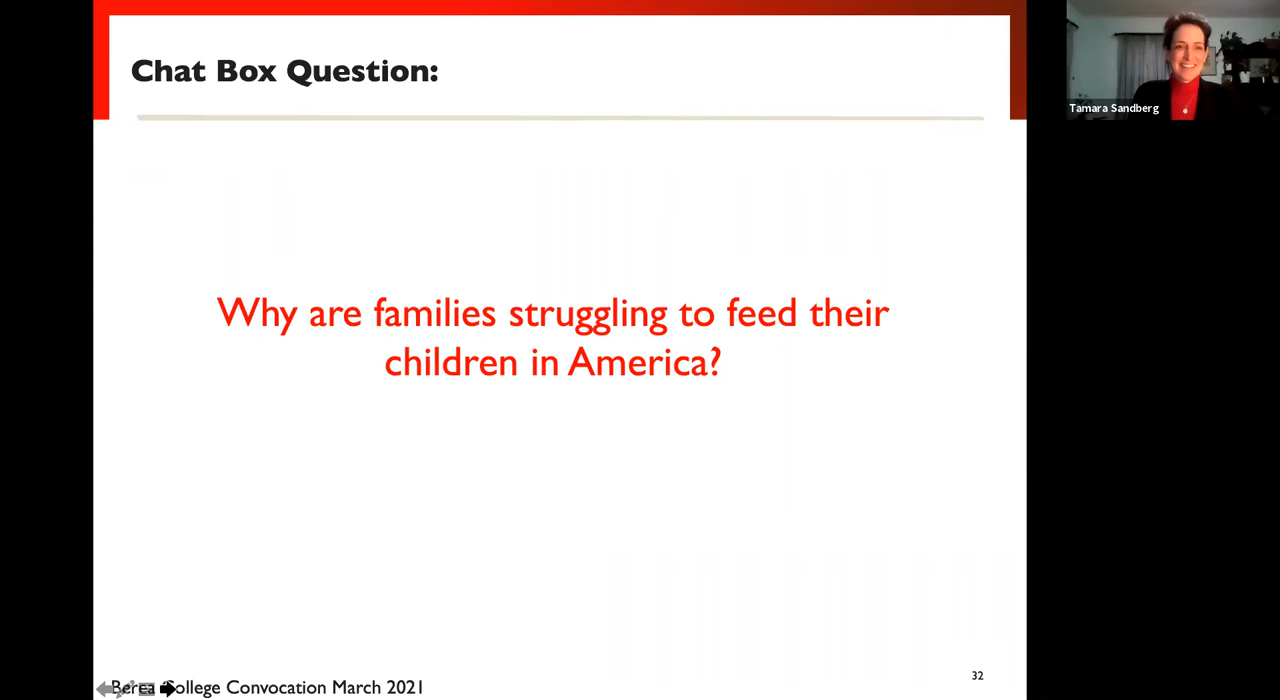 Chat Box Question:
Tamara Sandberg
Why are families struggling to feed their
children in America?
32
Berea College Convocation March 2021